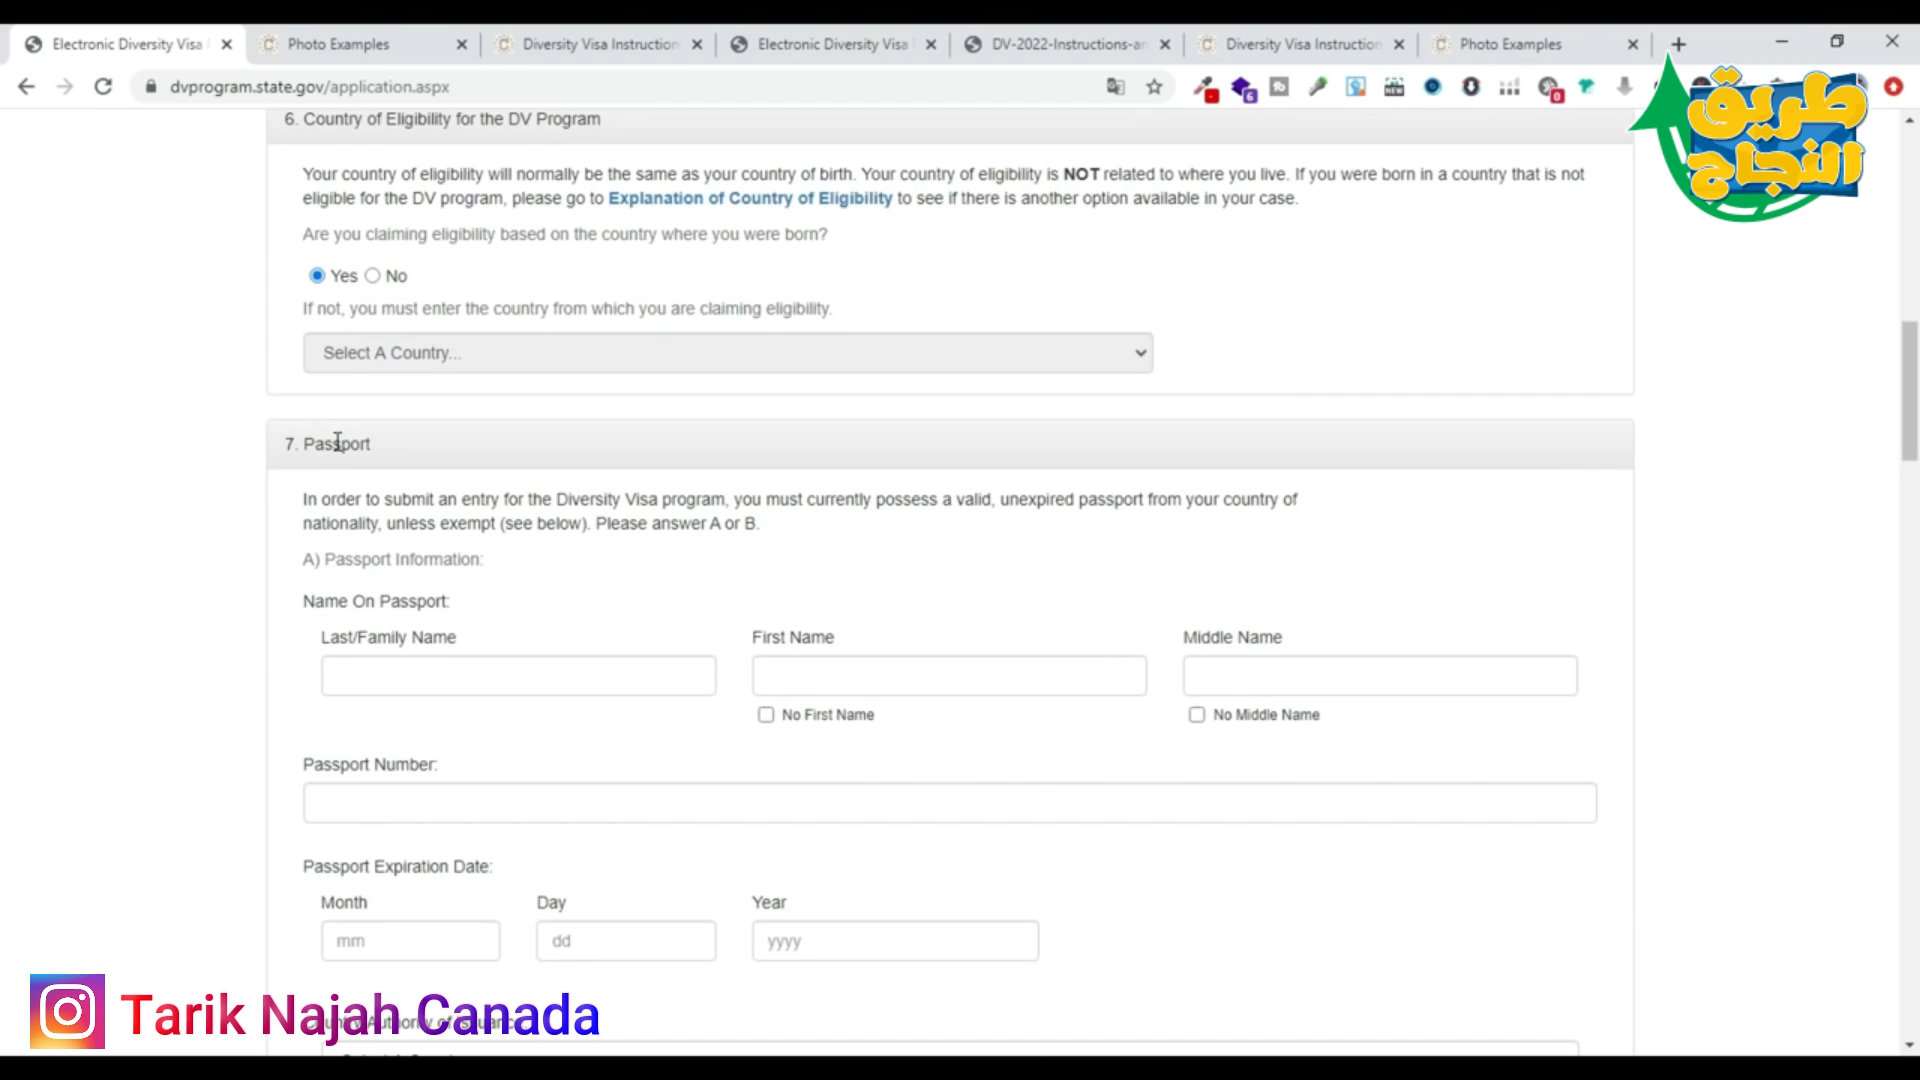 Electronic Diversity Visa
Photo Examples
Diversity Visa Instruction
Electronic Diversity Visa
DV-2022-Instructions-an
Diversity Visa Instruction
Photo Examples
dvprogram.state.gov/application.aspx
طريق
النجاح
6. Country of Eligibility for the DV Program
Your country of eligibility will normally be the same as your country of birth. Your country of eligibility is NOT related to where you live. If you were born in a country that is not
eligible for the DV program, please go to Explanation of Country of Eligibility to see if there is another option available in your case.
Are you claiming eligibility based on the country where you were born?
Yes No
If not, you must enter the country from which you are claiming eligibility.
Select A Country...
7. Passport
In order to submit an entry for the Diversity Visa program, you must currently possess a valid, unexpired passport from your country of
nationality, unless exempt (see below). Please answer A or B.
A) Passport Information:
Name On Passport:
Last/Family Name First Name Middle Name
No First Name No Middle Name
Passport Number:
Passport Expiration Date:
Month Day Year
mm dd yyyy
Tarik Najah Canada